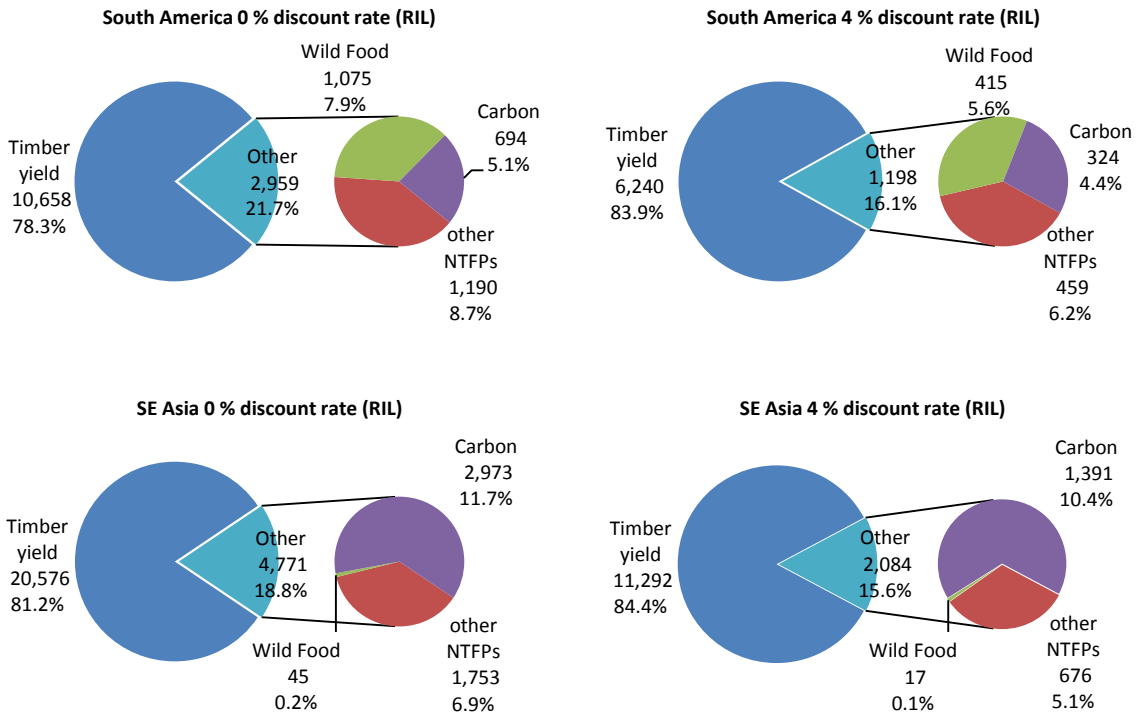 South America 0 % discount rate (RIL)
Wild Food
1,075
7.9%
Carbon
694
5.1%
Timber
yield
10,658
78.3%
Other
2,959
21.7%
other
NTFPs
1,190
8.7%
South America 4 % discount rate (RIL)
Wild Food
415
5.6%
Carbon
324
4.4%
Timber
yield
6,240
83.9%
Other
1,198
16.1%
other
NTFPs
459
6.2%
SE Asia 0 % discount rate (RIL)
Carbon
2,973
11.7%
Timber
yield
20,576
81.2%
Other
4,771
18.8%
Wild Food
45
0.2%
other
NTFPs
1,753
6.9%
SE Asia 4 % discount rate (RIL)
Carbon
1,391
10.4%
Timber
yield
11,292
84.4%
Other
2,084
15.6%
Wild Food
17
0.1%
other
NTFPs
676
5.1%